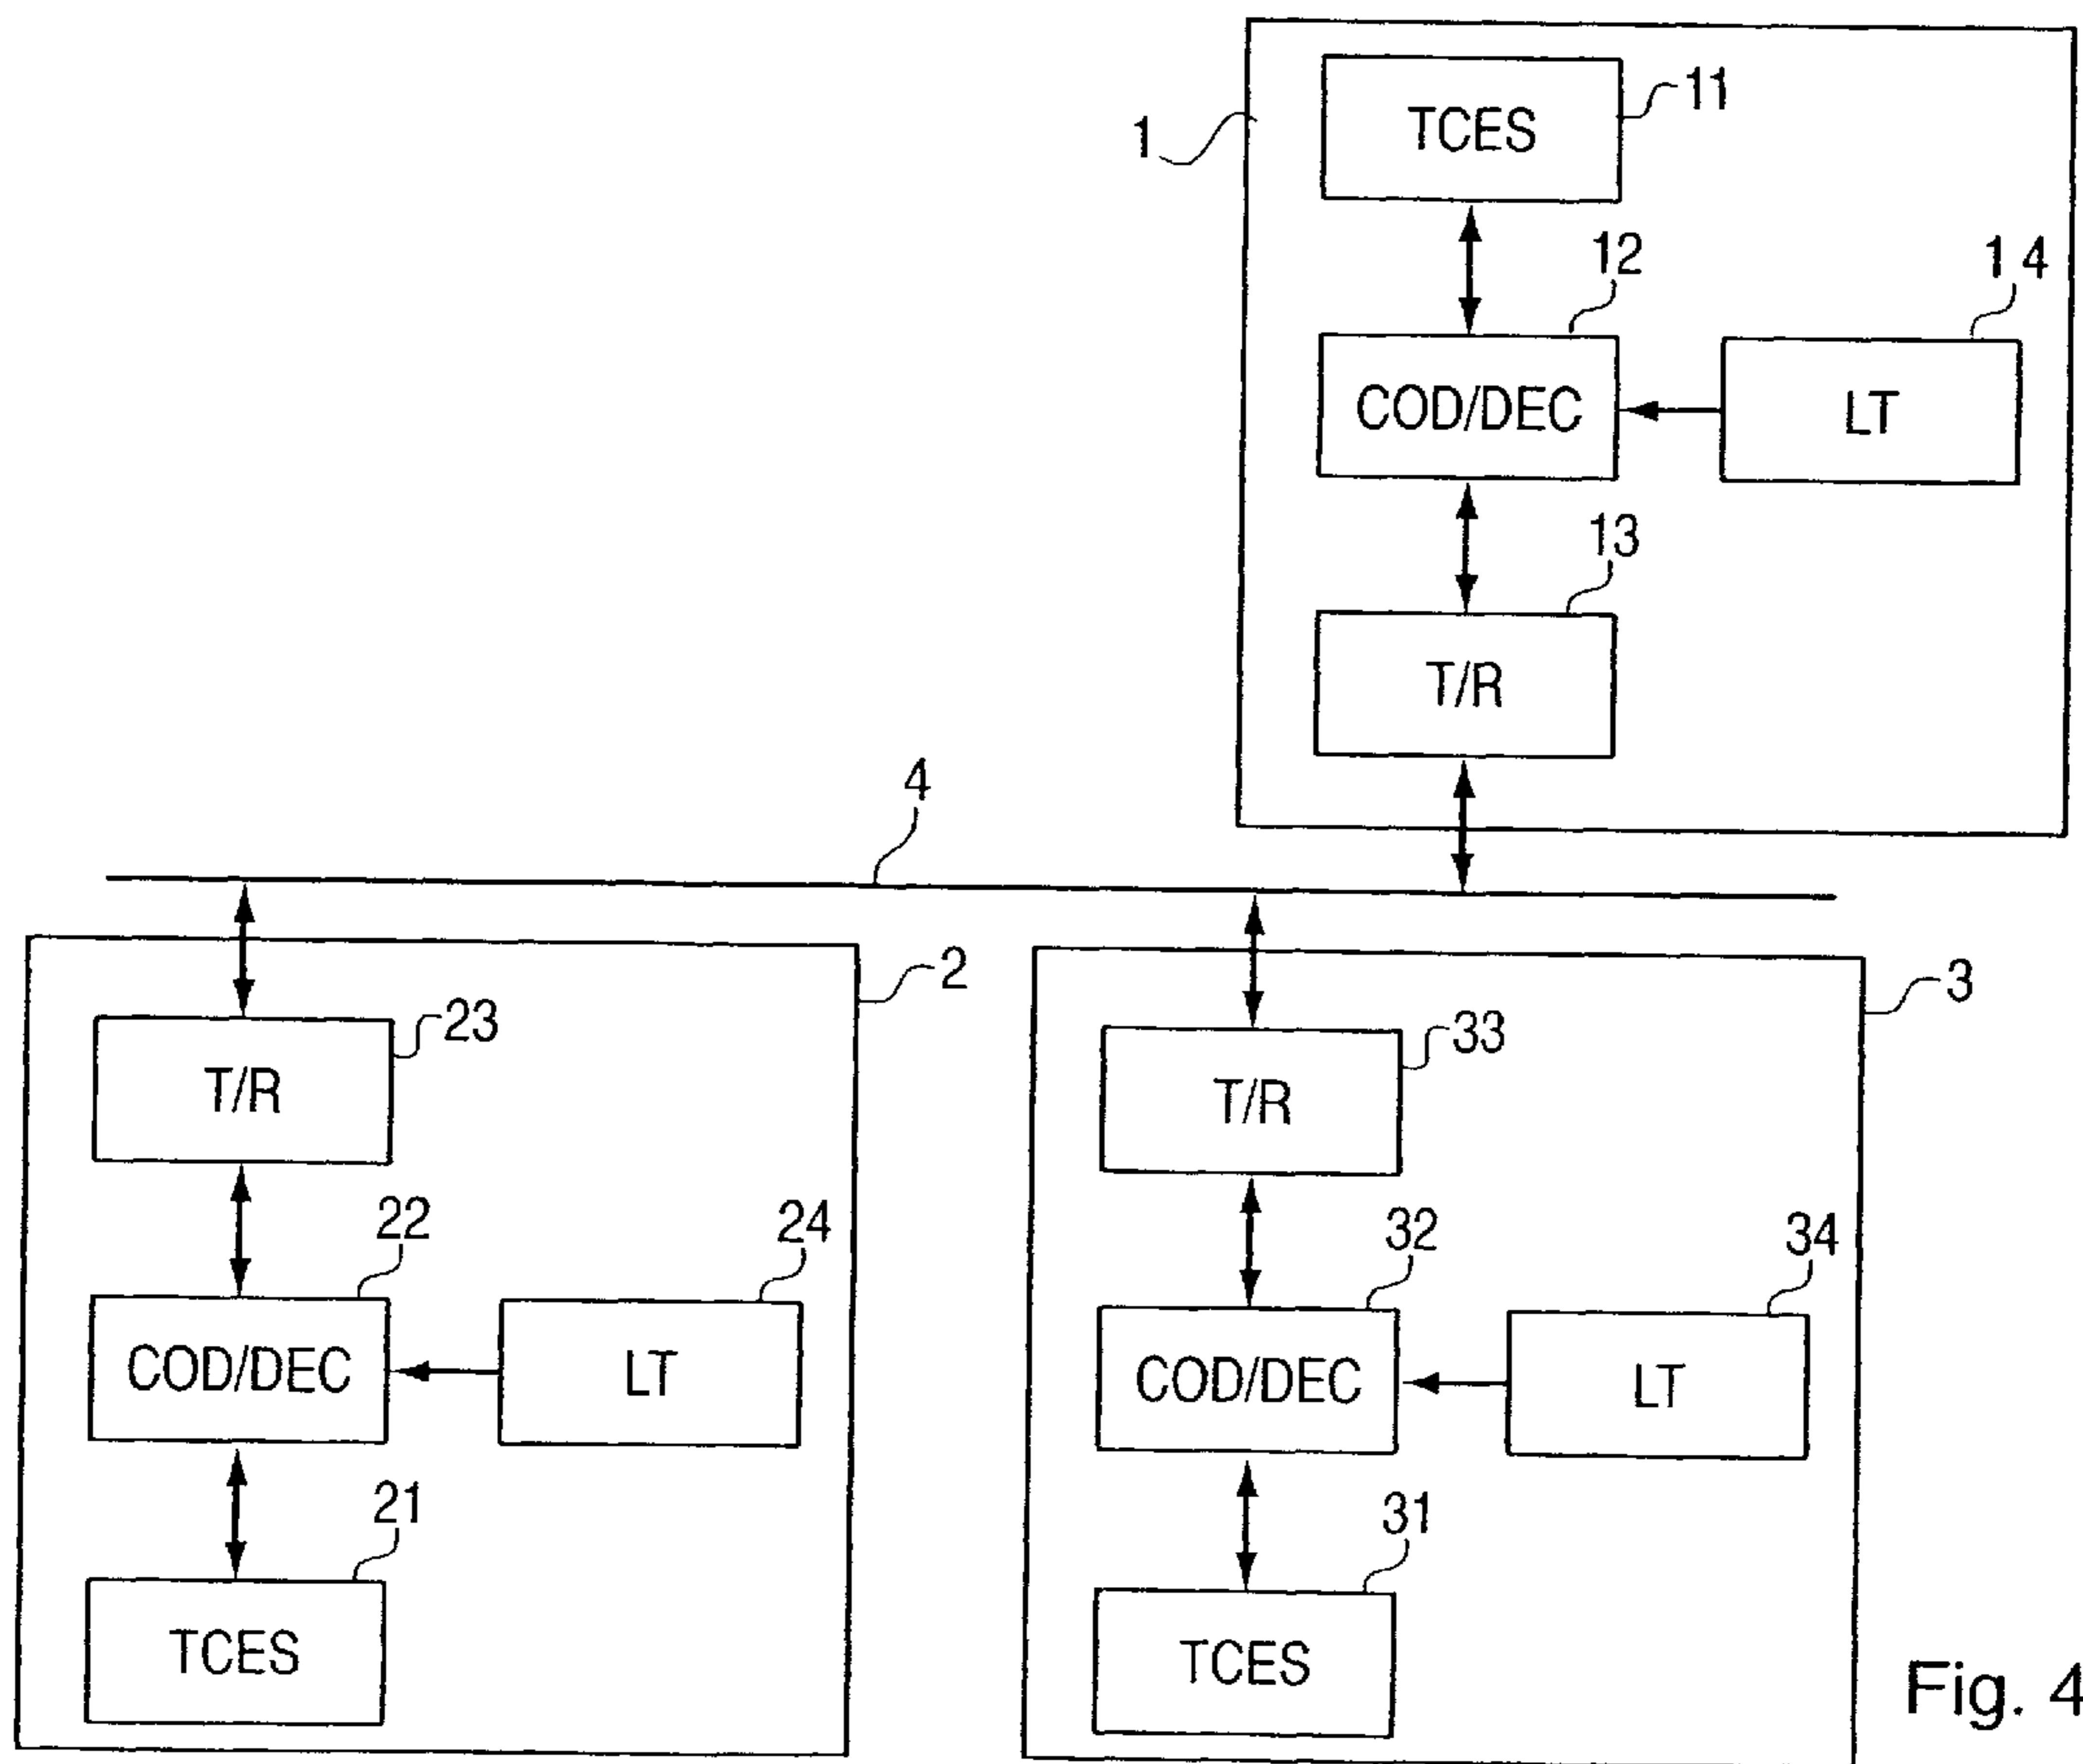 1
TCES
11
12
COD/DEC
14
LT
13
T/R
4
2
T/R
23
22
COD/DEC
24
LT
21
TCES
3
T/R
33
32
COD/DEC
34
LT
31
TCES
Fig. 4